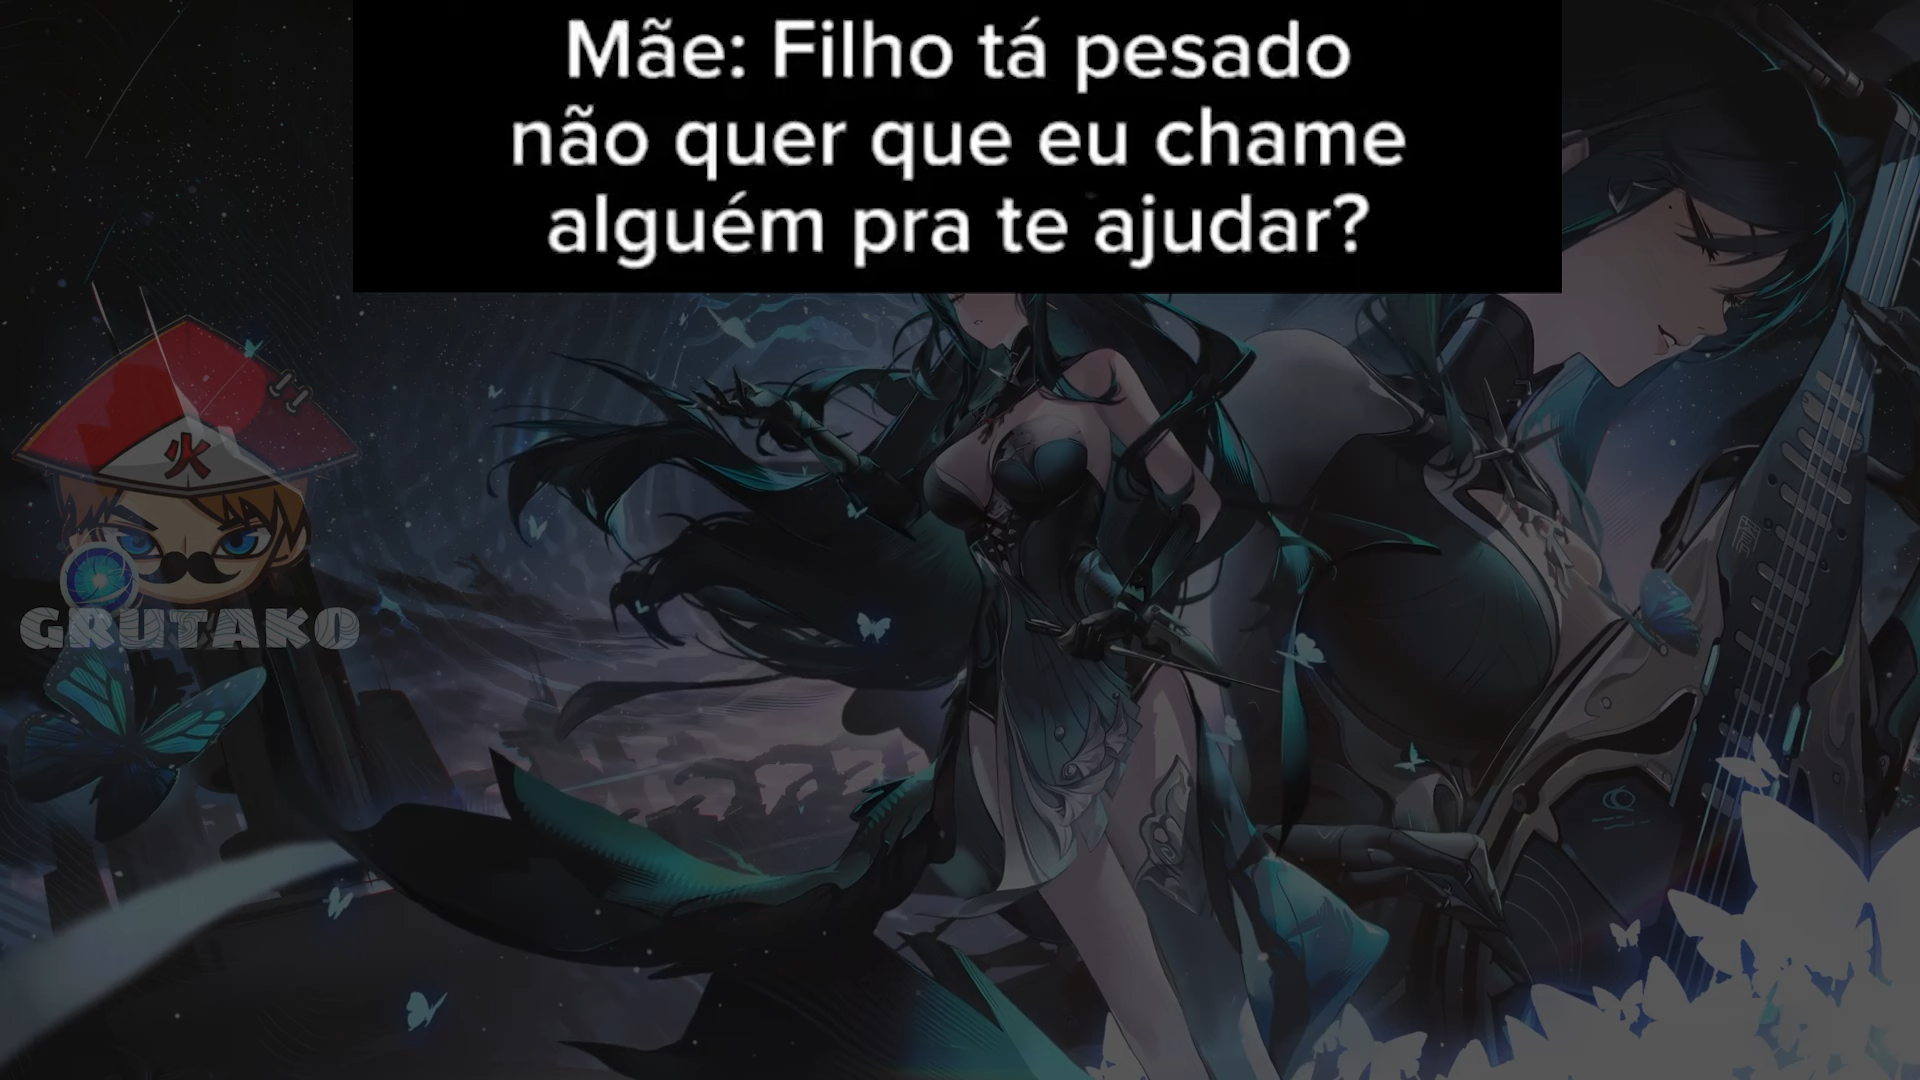 Mãe: Filho tá pesado
não quer que eu chame
alguém pra te ajudar?
火
GRUTAKO